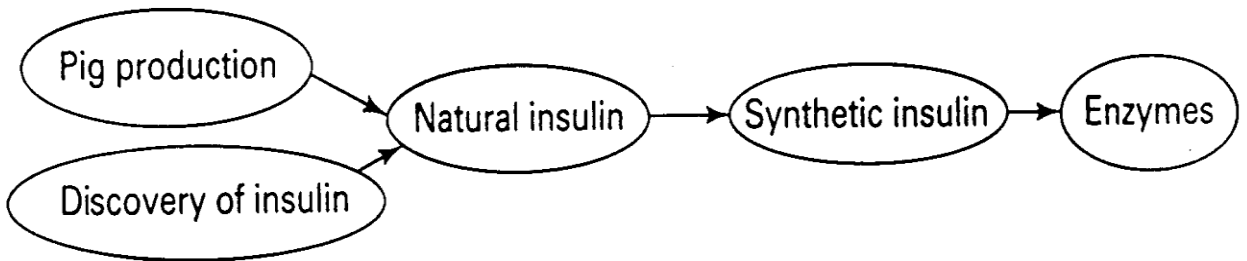 Pig production
Discovery of insulin
Natural insulin
Synthetic insulin
Enzymes